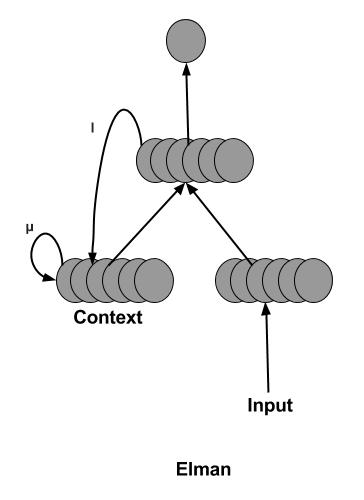 I
μ
Context
Input
Elman